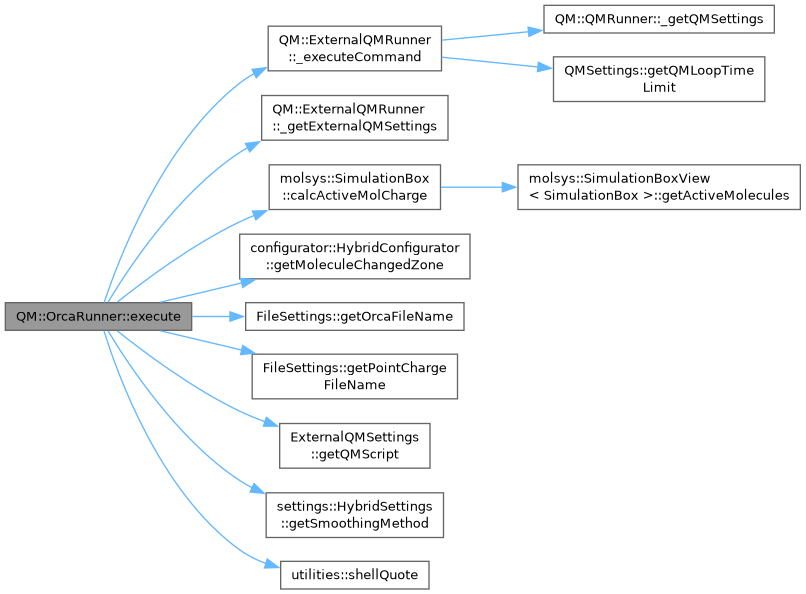 QM::QMRunner::_getQMSettings
QM::ExternalQMRunner
::_executeCommand
QMSettings::getQMLoopTime
Limit
QM::ExternalQMRunner
::_getExternalQMSettings
molsys::SimulationBox
::calcActiveMolCharge
molsys::SimulationBoxView
< SimulationBox >::getActiveMolecules
configurator::HybridConfigurator
::getMoleculeChangedZone
QM::OrcaRunner::execute
FileSettings::getOrcaFileName
FileSettings::getPointCharge
FileName
ExternalQMSettings
::getQMScript
settings::HybridSettings
::getSmoothingMethod
utilities::shellQuote